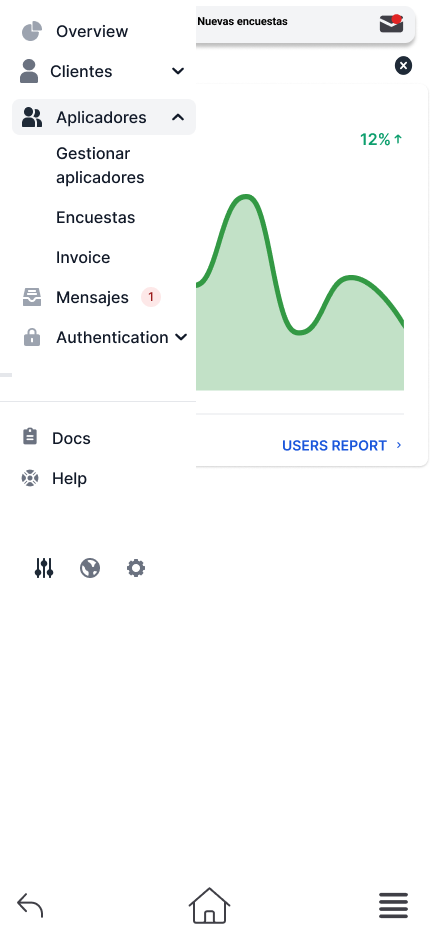 Overview
Nuevas encuestas
Clientes
Aplicadores
12%
Gestionar
aplicadores
Encuestas
Invoice
Mensajes 1
Authentication
USERS REPORT
Docs
Help